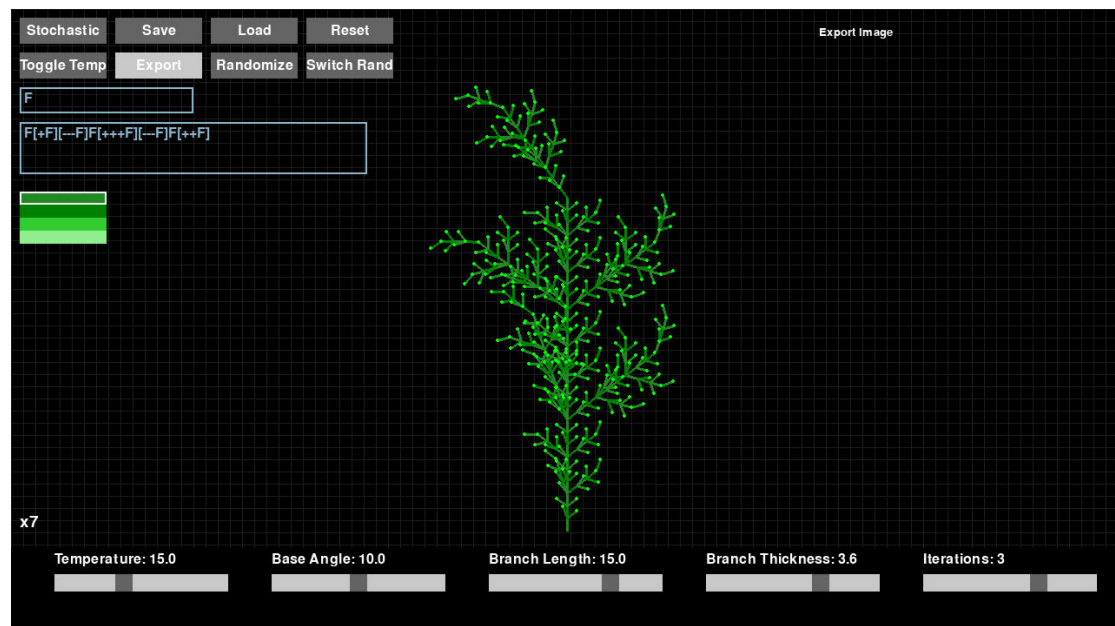 Stochastic Save Load Reset Export Image
Toggle Temp Export Randomize Switch Rand
F
F[+F][---F]F[+++F][---F]F[++F]
x7
Temperature: 15.0 Base Angle: 10.0 Branch Length: 15.0 Branch Thickness: 3.6 Iterations: 3